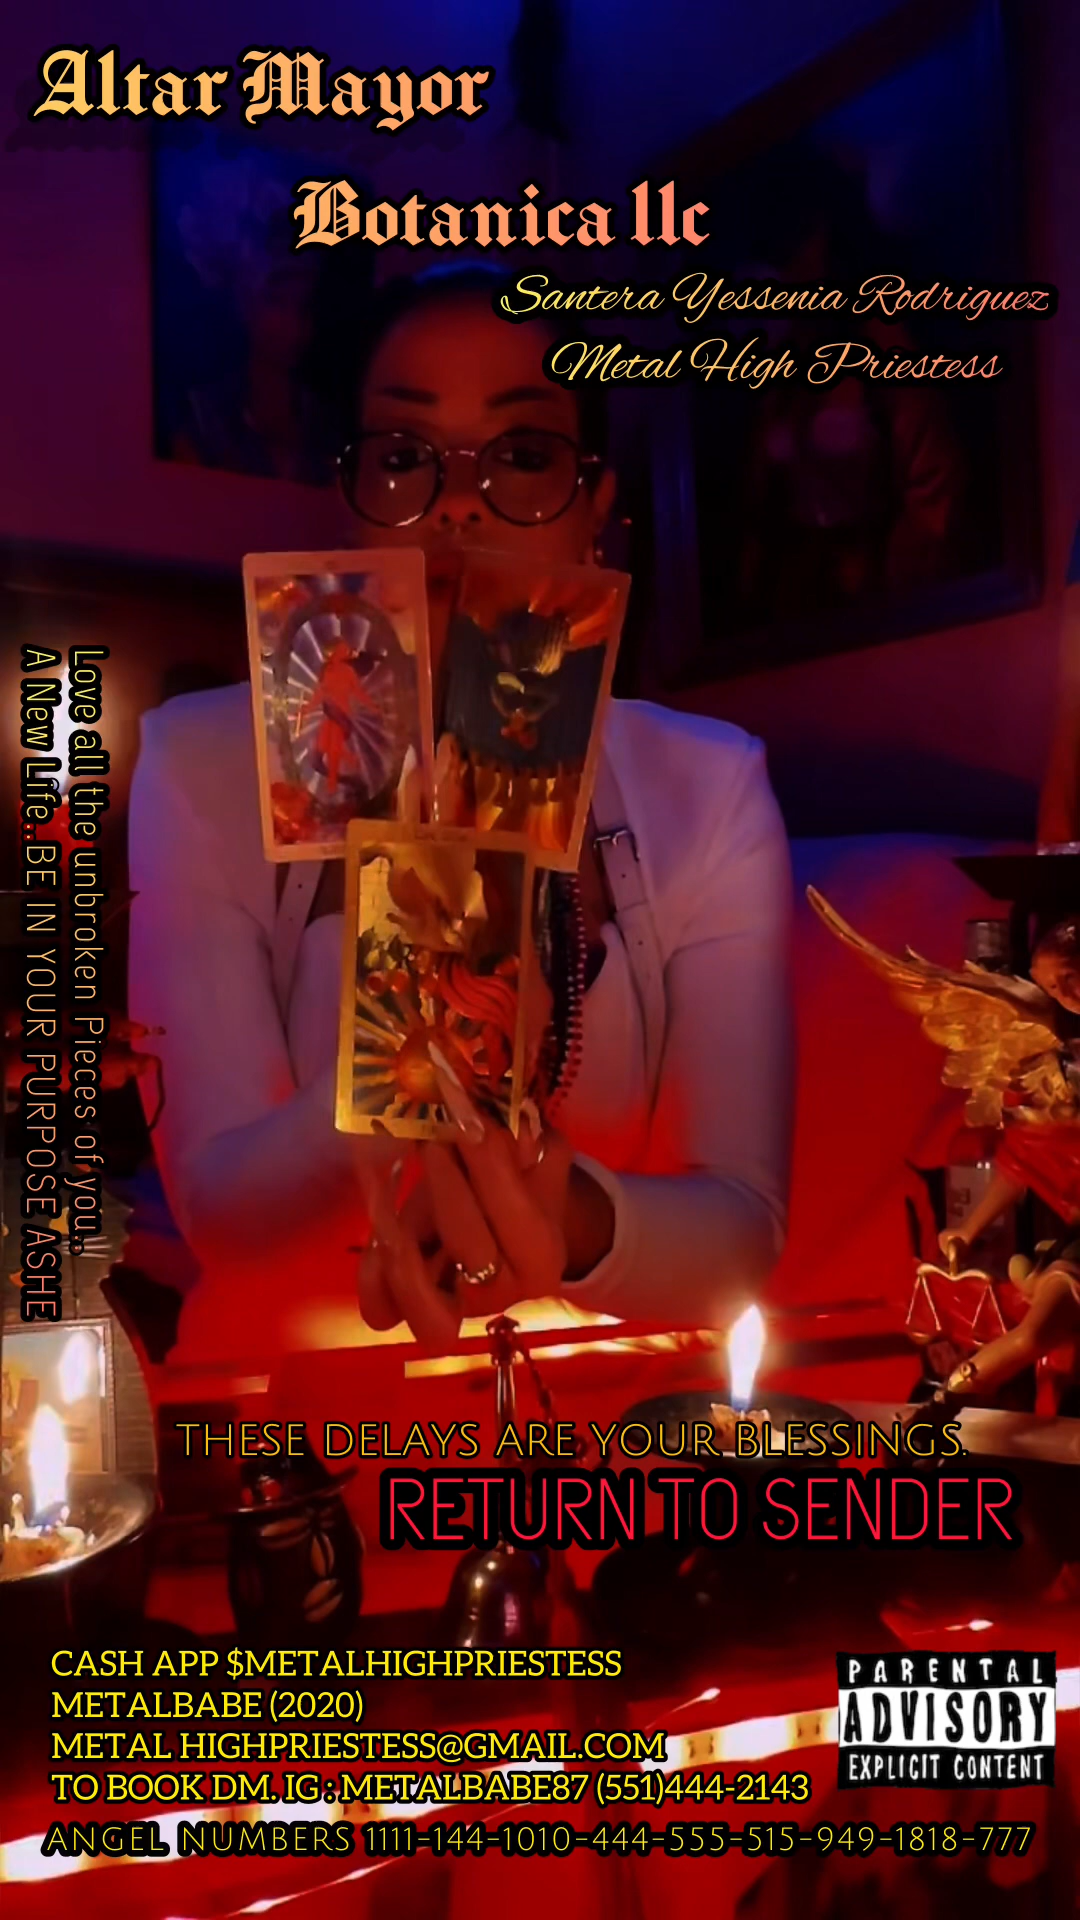 Altar Mayor
Botanica llc
Santera Yessenia Rodriguez
Metal High Priestess
Love all the unbroken Pieces of you..
A New Life..BE IN YOUR PURPOSE ASHE
THESE DELAYS ARE YOUR BLESSINGS.
RETURN TO SENDER
CASH APP $METALHIGHPRIESTESS
METALBABE (2020)
METAL HIGHPRIESTESS@GMAIL.COM
TO BOOK DM. IG : METALBABE87 (551)444-2143
ANGEL NUMBERS 1111-144-1010-444-555-515-949-1818-777
PARENTAL
ADVISORY
EXPLICIT CONTENT